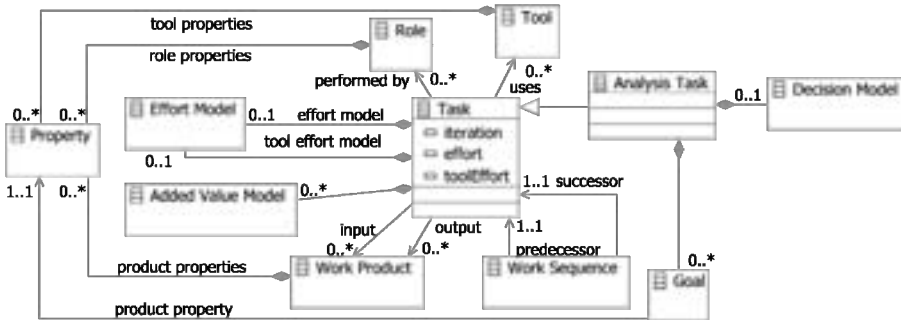 tool properties
Tool
Role
role properties
performed by
0..*
0..*
uses
Analysis Task
0..1
Decision Model
0..*
0..*
Effort Model
0..1
effort model
Task
Property
tool effort model
iteration
0..1
effort
1..1
0..*
Added Value Model
0..*
toolEffort
1..1 successor
input
output
1..1
0..*
0..*
predecessor
product properties
Work Product
Work Sequence
0..*
Goal
product property